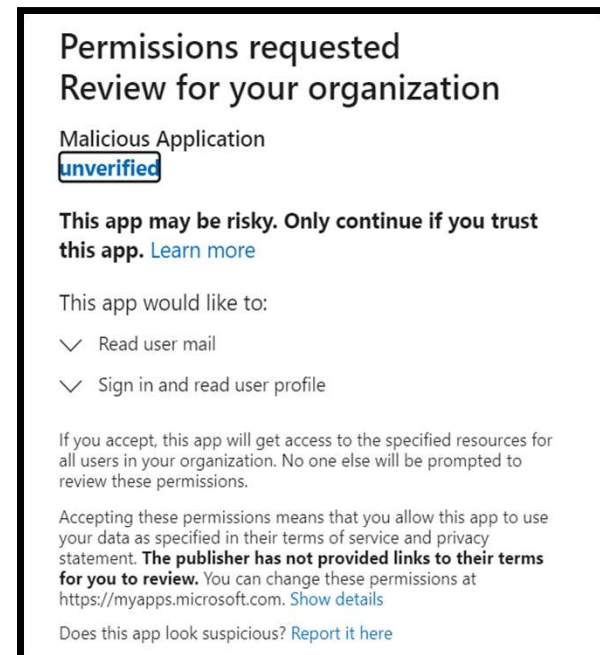 Permissions requested
Review for your organization
Malicious Application
unverified
This app may be risky. Only continue if you trust
this app. Learn more
This app would like to:
Read user mail
Sign in and read user profile
If you accept, this app will get access to the specified resources for
all users in your organization. No one else will be prompted to
review these permissions.
Accepting these permissions means that you allow this app to use
your data as specified in their terms of service and privacy
statement. The publisher has not provided links to their terms
for you to review. You can change these permissions at
https://myapps.microsoft.com. Show details
Does this app look suspicious? Report it here